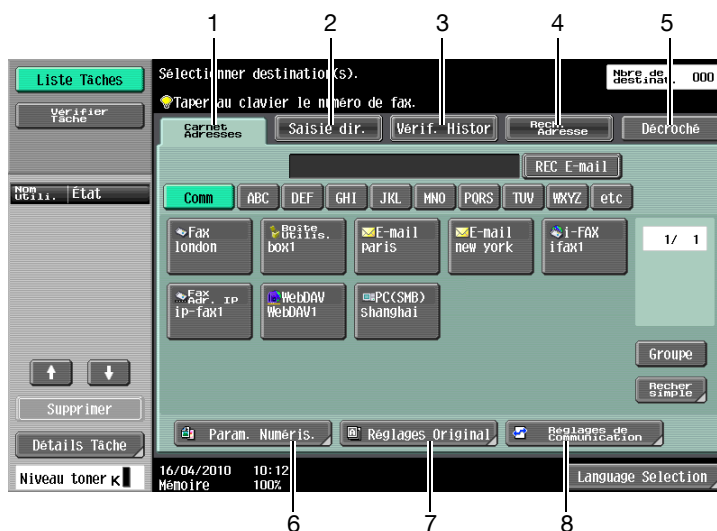 1 2 3 4 5
Liste Tâches
Vérifier
Tâche
Nom
Utili.
État
Supprimer
Détails Tâche
Niveau toner K
Sélectionner destination(s).
Taper au clavier le numéro de fax.
Nbre de
destinat. 000
Carnet
Adresses
Saisie dir.
Vérif. Histor
Rech.
Adresse
Décroché
REC E-mail
Comm ABC DEF GHI JKL MNO PQRS TUV WXYZ etc
Fax
london
Boîte
Utilis.
box1
E-mail
paris
E-mail
new york
i-FAX
ifax1
1/ 1
Fax
Adr. IP
ip-fax1
WebDAV
WebDAV1
PC(SMB)
shanghai
Groupe
Recher
simple
Param. Numéris.
Réglages Original
Réglages de
Communication
16/04/2010 10:12
Mémoire 100%
Language Selection
6 7 8